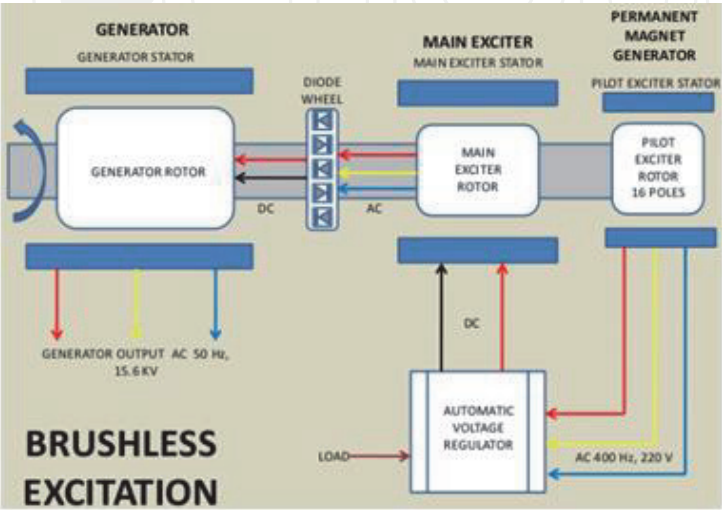 GENERATOR
GENERATOR STATOR
MAIN EXCITER
MAIN EXCITER STATOR
PERMANENT
MAGNET
GENERATOR
PILOT EXCITER STATOR
DIODE
WHEEL
GENERATOR ROTOR
MAIN
EXCITER
ROTOR
PILOT
EXCITER
ROTOR
16 POLES
DC
AC
GENERATOR OUTPUT AC 50 Hz,
15.6 KV
DC
AUTOMATIC
VOLTAGE
REGULATOR
LOAD
AC 400 Hz, 220 V
BRUSHLESS
EXCITATION